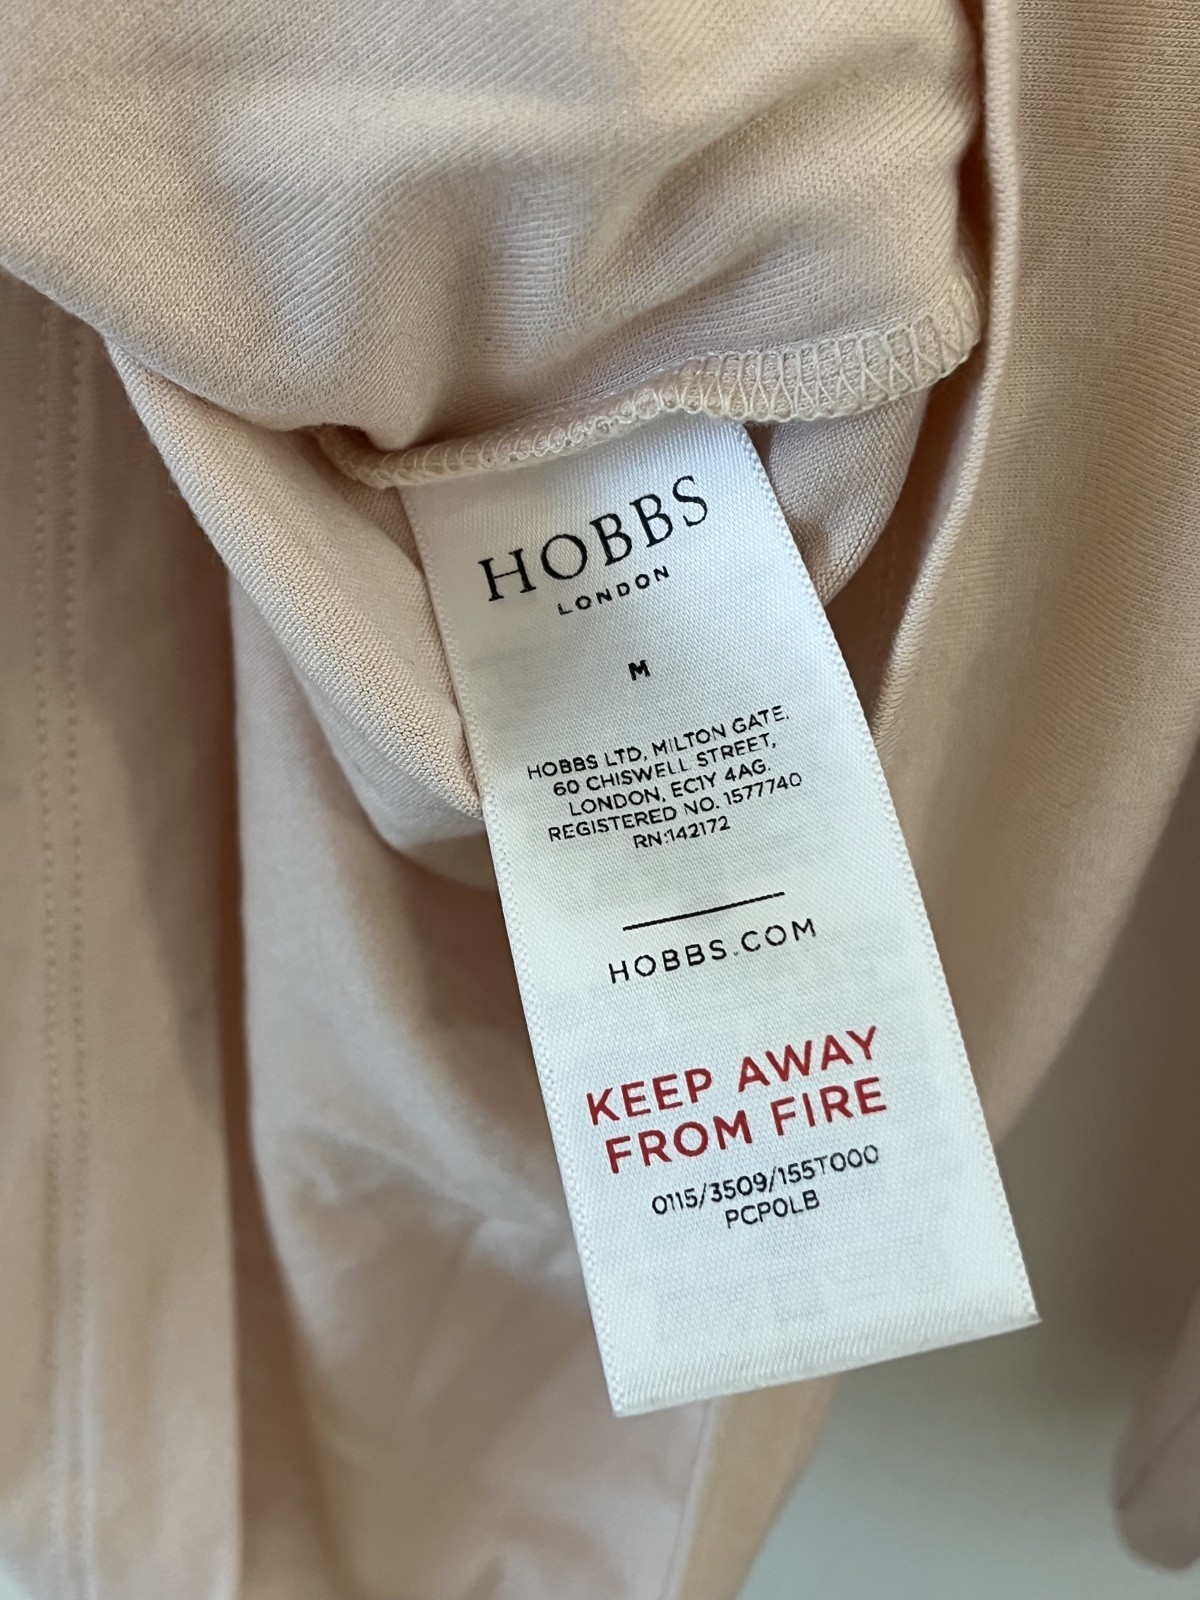 HOBBS
LONDON
M
HOBBS LTD, MILTON GATE,
60 CHISWELL STREET,
LONDON, EC1Y 4AG.
REGISTERED NO. 1577740
RN:142172
HOBBS.COM
KEEP AWAY
FROM FIRE
0115/3509/155T000
PCPOLB